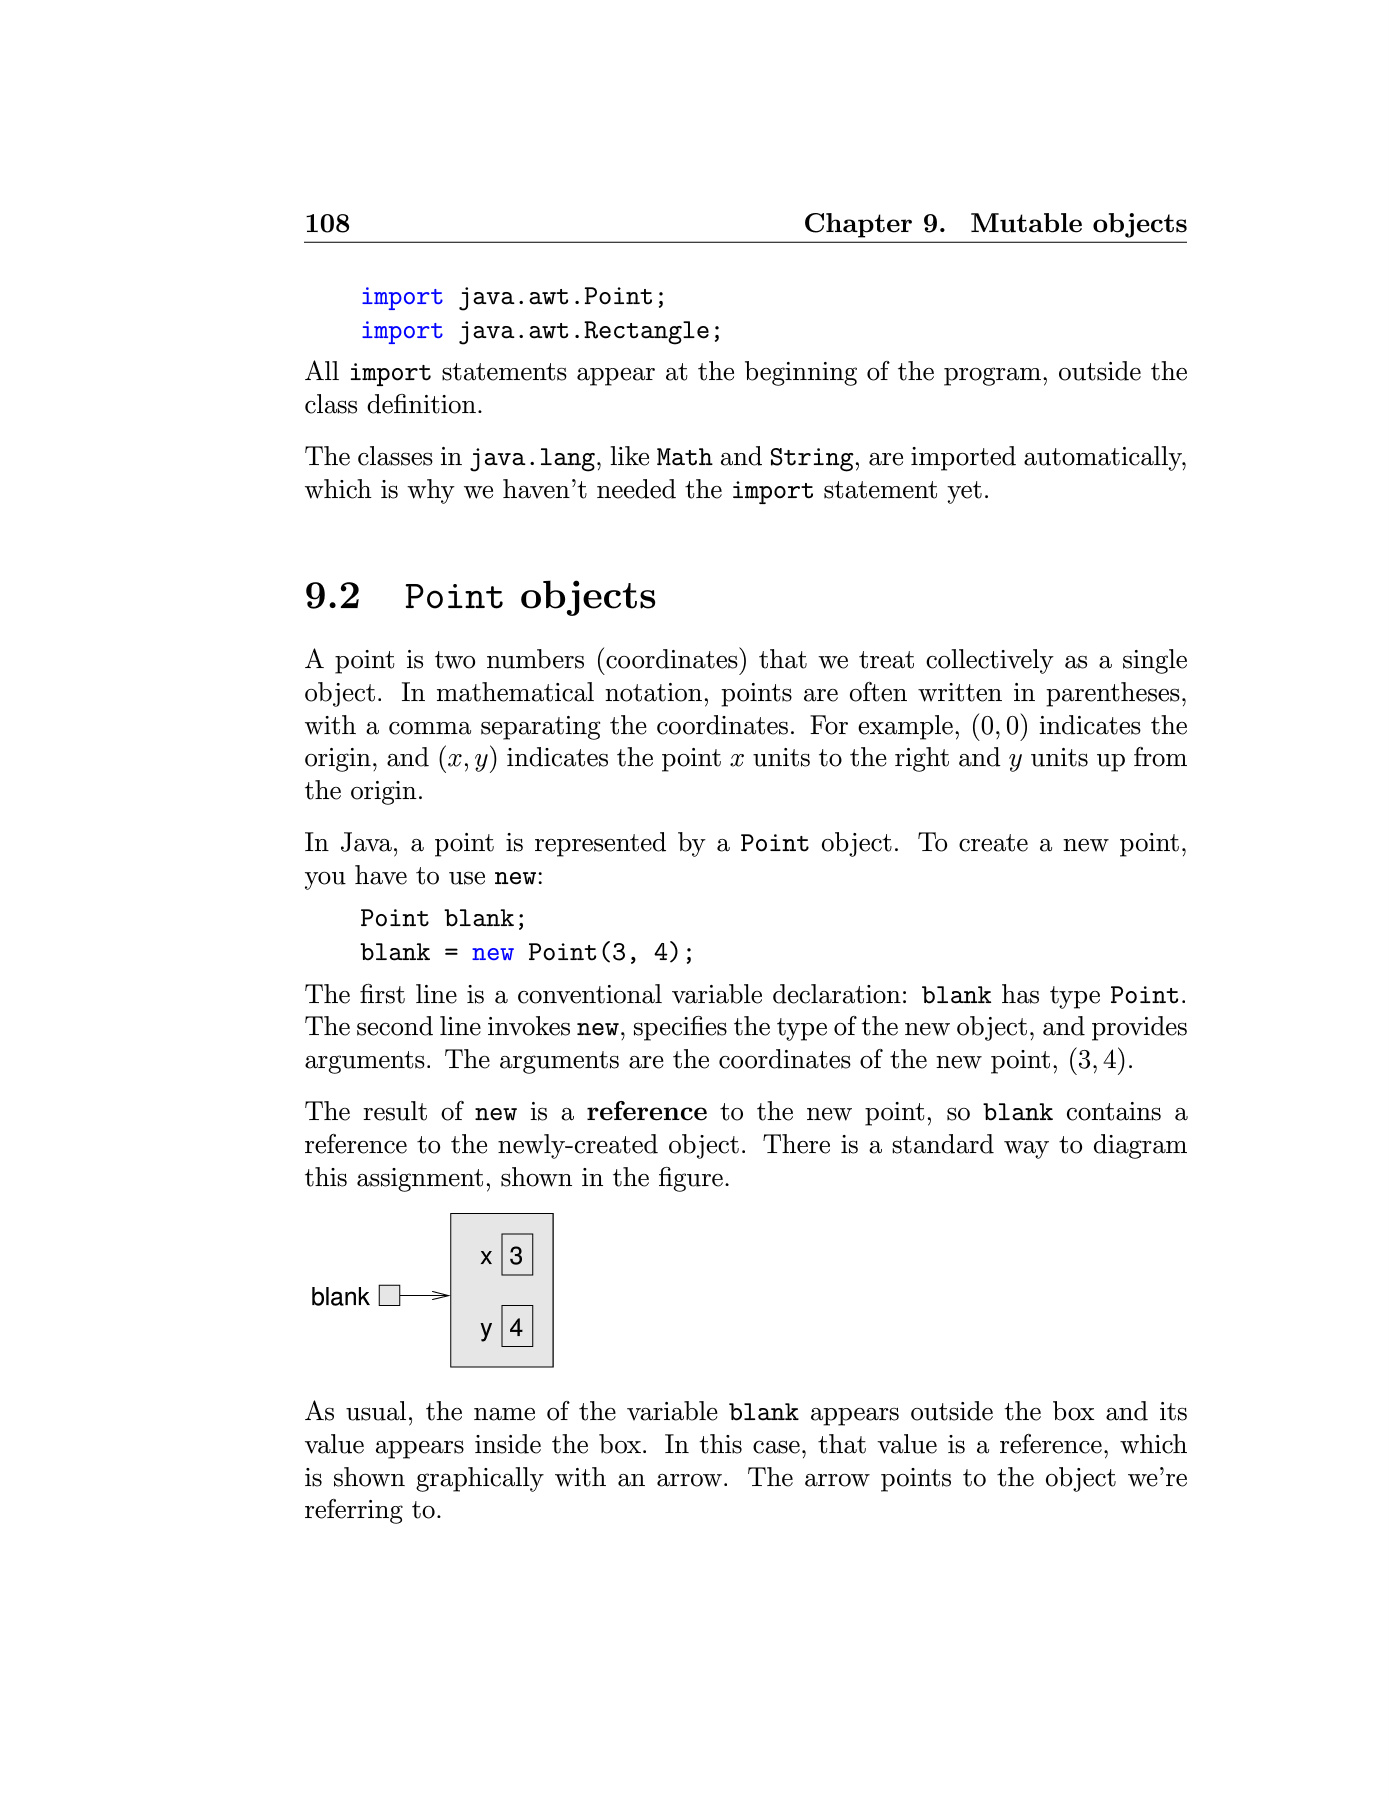 108 Chapter 9. Mutable objects
import java.awt.Point;
import java.awt.Rectangle;
All import statements appear at the beginning of the program, outside the
class definition.
The classes in java.lang, like Math and String, are imported automatically,
which is why we haven't needed the import statement yet.
9.2 Point objects
A point is two numbers (coordinates) that we treat collectively as a single
object. In mathematical notation, points are often written in parentheses,
with a comma separating the coordinates. For example, (0, 0) indicates the
origin, and (x, y) indicates the point x units to the right and y units up from
the origin.
In Java, a point is represented by a Point object. To create a new point,
you have to use new:
Point blank;
blank = new Point(3, 4);
The first line is a conventional variable declaration: blank has type Point.
The second line invokes new, specifies the type of the new object, and provides
arguments. The arguments are the coordinates of the new point, (3, 4).
The result of new is a reference to the new point, so blank contains a
reference to the newly-created object. There is a standard way to diagram
this assignment, shown in the figure.
x 3
blank
y 4
As usual, the name of the variable blank appears outside the box and its
value appears inside the box. In this case, that value is a reference, which
is shown graphically with an arrow. The arrow points to the object we're
referring to.